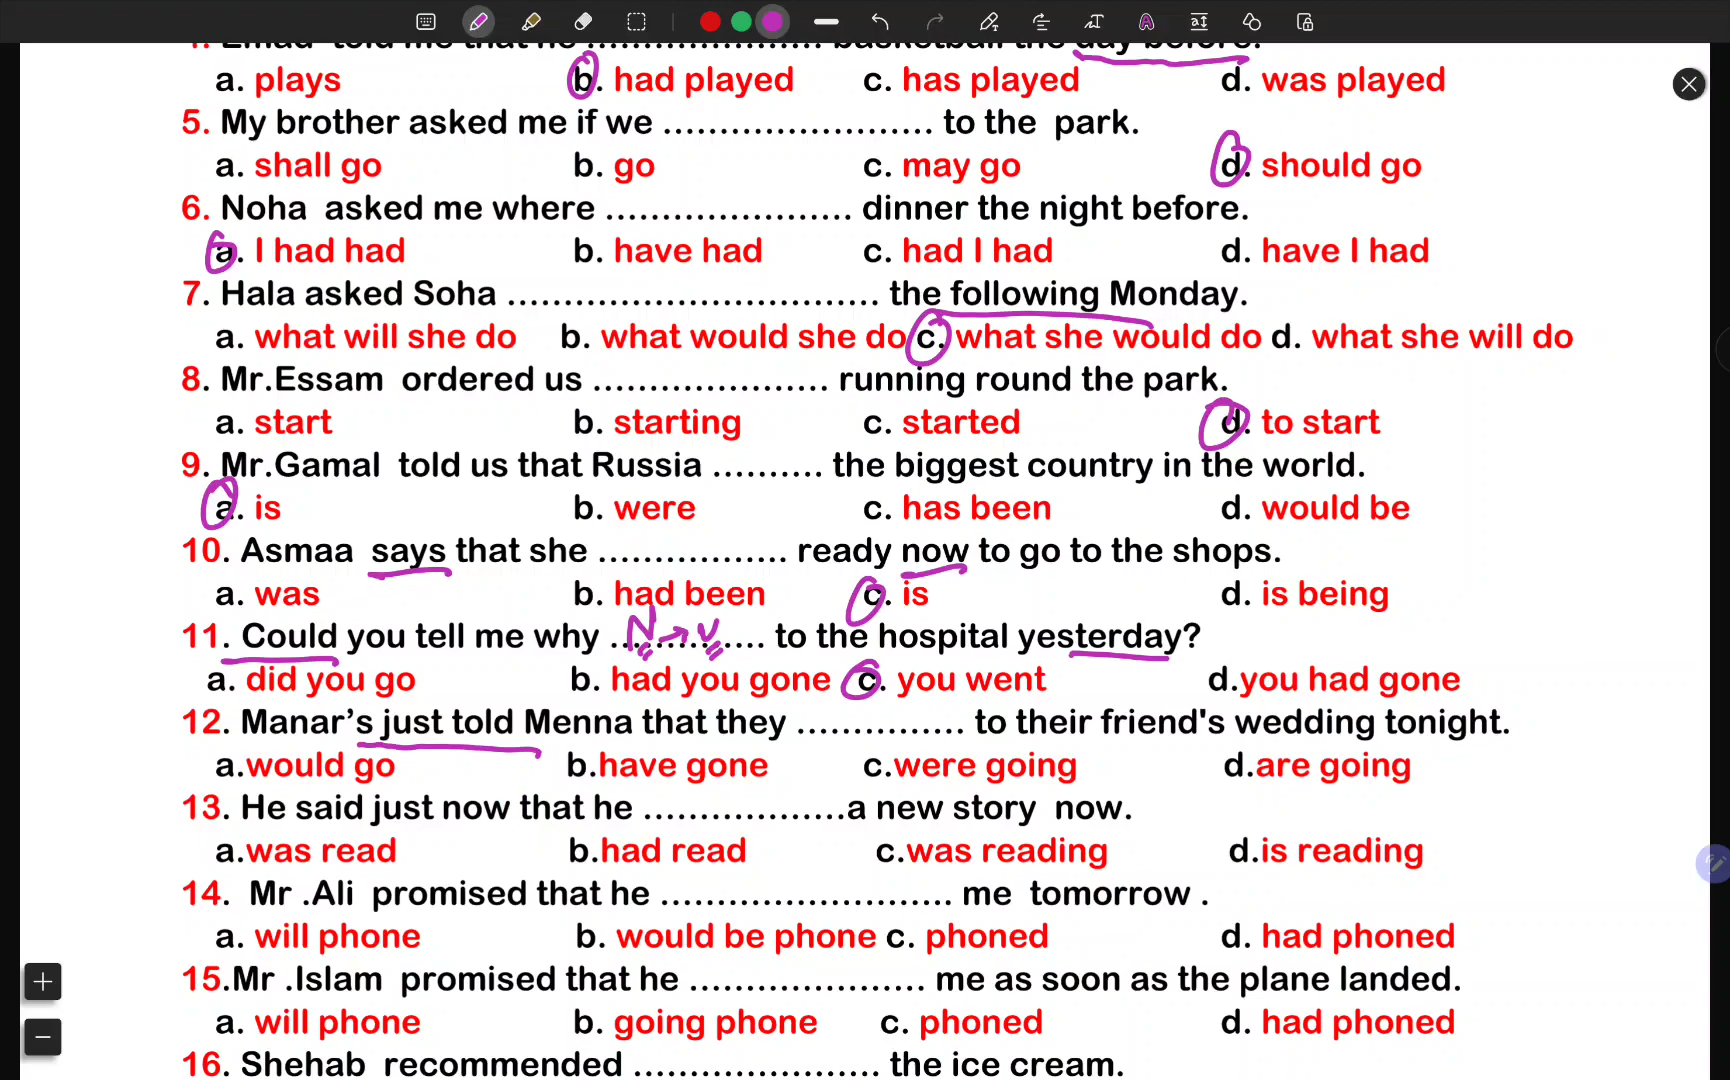 4. Emad told me that he ........................ basketball the day before.
a. plays b. had played c. has played d. was played
5. My brother asked me if we ........................ to the park.
a. shall go b. go c. may go d. should go
6. Noha asked me where ...................... dinner the night before.
a. I had had b. have had c. had I had d. have I had
7. Hala asked Soha ................................. the following Monday.
a. what will she do b. what would she do c. what she would do d. what she will do
8. Mr.Essam ordered us ..................... running round the park.
a. start b. starting c. started d. to start
9. Mr.Gamal told us that Russia .......... the biggest country in the world.
a. is b. were c. has been d. would be
10. Asmaa says that she ................. ready now to go to the shops.
a. was b. had been c. is d. is being
N → v
11. Could you tell me why .............. to the hospital yesterday?
a. did you go b. had you gone c. you went d.you had gone
12. Manar’s just told Menna that they ............... to their friend's wedding tonight.
a.would go b.have gone c.were going d.are going
13. He said just now that he ..................a new story now.
a.was read b.had read c.was reading d.is reading
14. Mr .Ali promised that he .......................... me tomorrow .
a. will phone b. would be phone c. phoned d. had phoned
15.Mr .Islam promised that he ..................... me as soon as the plane landed.
a. will phone b. going phone c. phoned d. had phoned
16. Shehab recommended ...................... the ice cream.